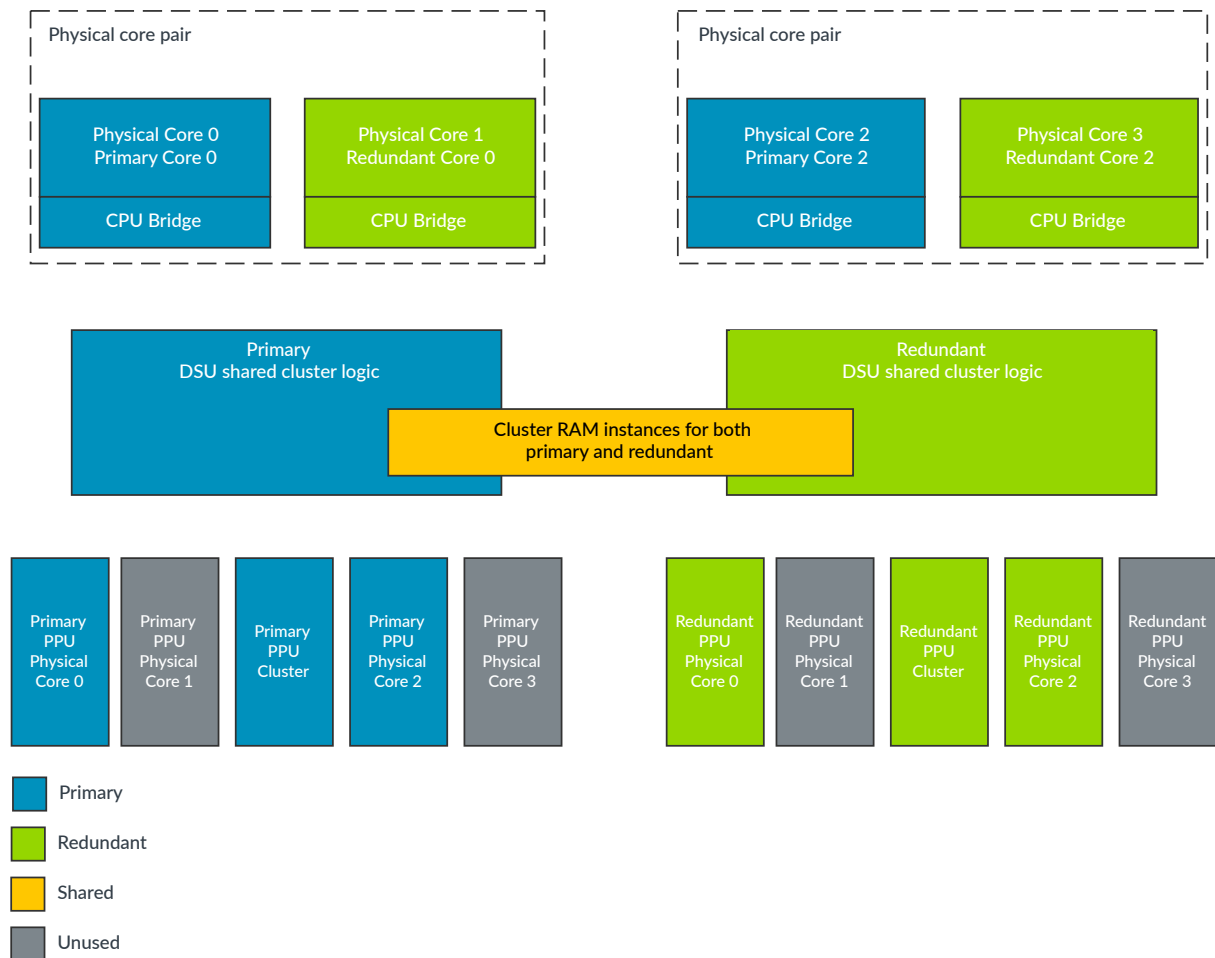 Physical core pair
Physical Core 0
Primary Core 0
CPU Bridge
Physical Core 1
Redundant Core 0
CPU Bridge
Physical core pair
Physical Core 2
Primary Core 2
CPU Bridge
Physical Core 3
Redundant Core 2
CPU Bridge
Primary
DSU shared cluster logic
Redundant
DSU shared cluster logic
Cluster RAM instances for both
primary and redundant
Primary
PPU
Physical
Core 0
Primary
PPU
Physical
Core 1
Primary
PPU
Cluster
Primary
PPU
Physical
Core 2
Primary
PPU
Physical
Core 3
Redundant
PPU
Physical
Core 0
Redundant
PPU
Physical
Core 1
Redundant
PPU
Cluster
Redundant
PPU
Physical
Core 2
Redundant
PPU
Physical
Core 3
Primary
Redundant
Shared
Unused